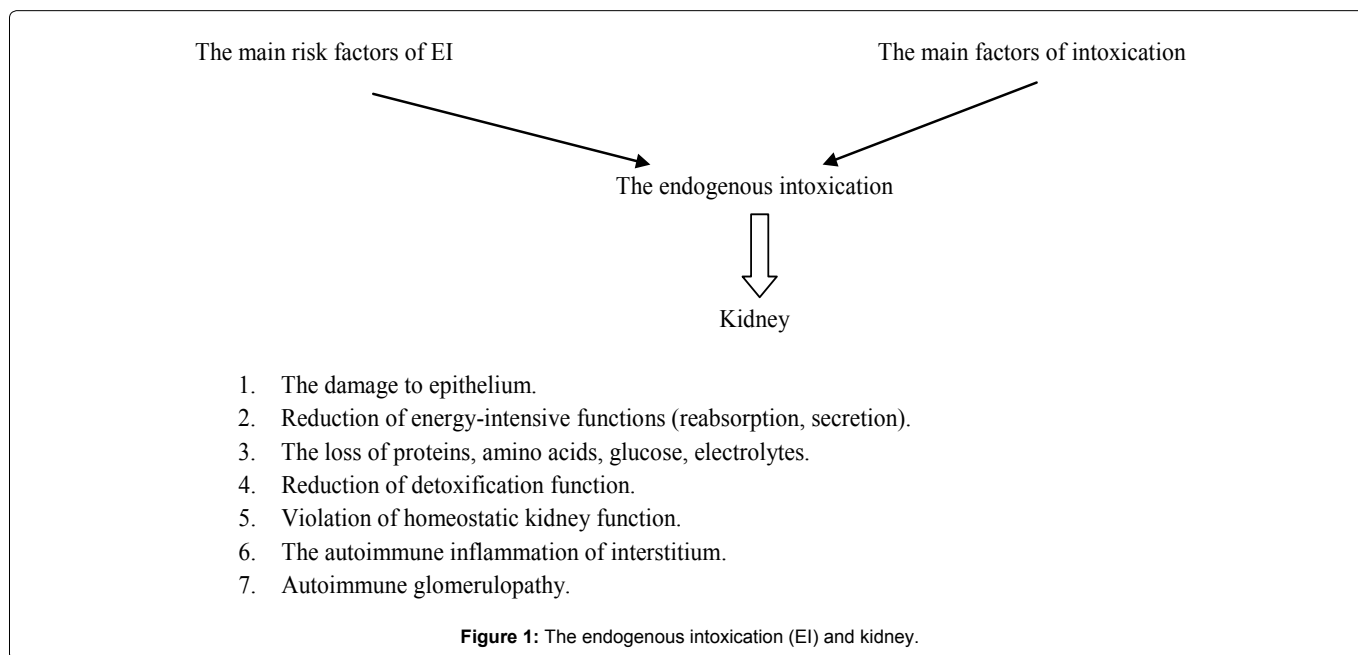 The main risk factors of EI
The main factors of intoxication
The endogenous intoxication
Kidney
1. The damage to epithelium.
2. Reduction of energy-intensive functions (reabsorption, secretion).
3. The loss of proteins, amino acids, glucose, electrolytes.
4. Reduction of detoxification function.
5. Violation of homeostatic kidney function.
6. The autoimmune inflammation of interstitium.
7. Autoimmune glomerulopathy.
Figure 1: The endogenous intoxication (EI) and kidney.